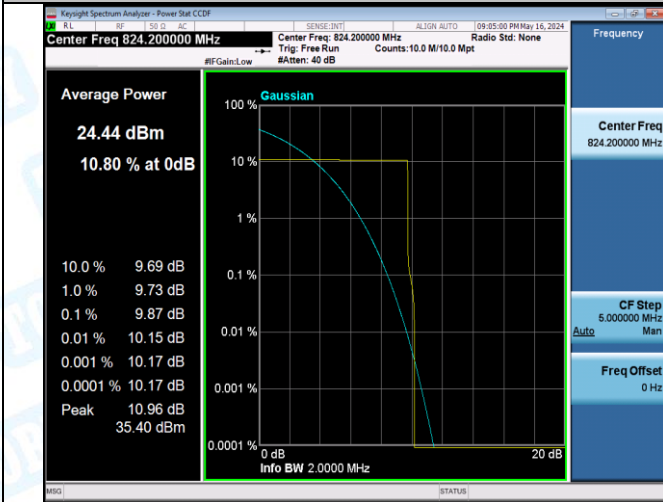 Keysight Spectrum Analyzer - Power Stat CCDF
RL RF 50 Ω AC SENSE:INT ALIGN AUTO 09:05:00 PM May 16, 2024
Center Freq 824.200000 MHz
Center Freq: 824.200000 MHz Radio Std: None
Trig: Free Run Counts:10.0 M/10.0 Mpt
#IFGain:Low #Atten: 40 dB
Frequency
Average Power
24.44 dBm
10.80 % at 0dB
10.0 % 9.69 dB
1.0 % 9.73 dB
0.1 % 9.87 dB
0.01 % 10.15 dB
0.001 % 10.17 dB
0.0001 % 10.17 dB
Peak 10.96 dB
35.40 dBm
Gaussian
100 %
10 %
1 %
0.1 %
0.01 %
0.001 %
0.0001 %
0 dB 20 dB
Info BW 2.0000 MHz
Center Freq
824.200000 MHz
CF Step
5.000000 MHz
Auto Man
Freq Offset
0 Hz
MSG STATUS